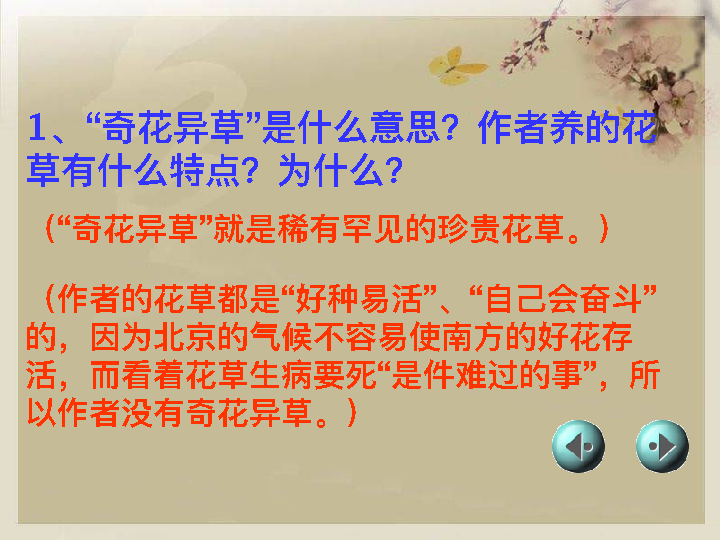 1、“奇花异草”是什么意思？作者养的花
草有什么特点？为什么？
（“奇花异草”就是稀有罕见的珍贵花草。）
（作者的花草都是“好种易活”、“自己会奋斗”
的，因为北京的气候不容易使南方的好花存
活，而看着花草生病要死“是件难过的事”，所
以作者没有奇花异草。）